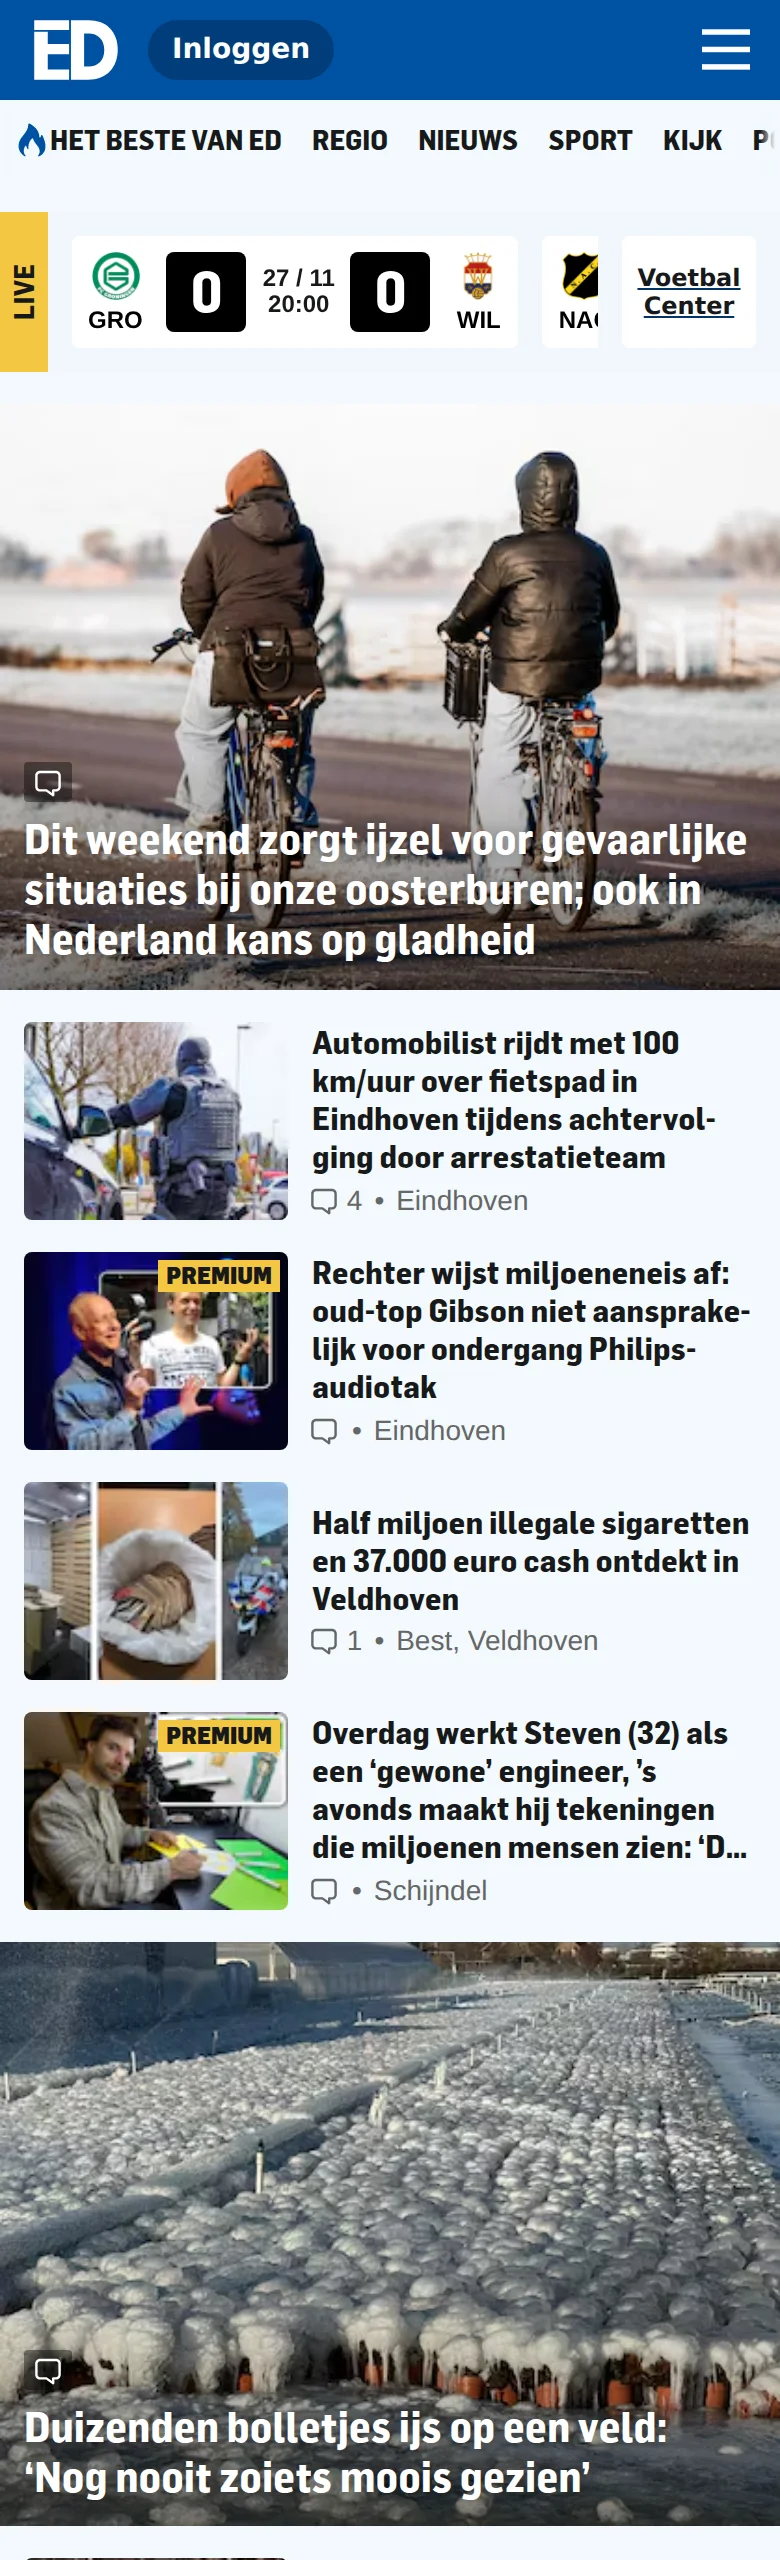 ED
Inloggen
HET BESTE VAN ED REGIO NIEUWS SPORT KIJK
LIVE
GRO
0
27 / 11
20:00
0
WIL
NAC
Voetbal
Center
Dit weekend zorgt ijzel voor gevaarlijke
situaties bij onze oosterburen; ook in
Nederland kans op gladheid
Automobilist rijdt met 100
km/uur over fietspad in
Eindhoven tijdens achtervol-
ging door arrestatieteam
4 • Eindhoven
PREMIUM
Rechter wijst miljoeneneis af:
oud-top Gibson niet aansprake-
lijk voor ondergang Philips-
audiotak
• Eindhoven
Half miljoen illegale sigaretten
en 37.000 euro cash ontdekt in
Veldhoven
1 • Best, Veldhoven
PREMIUM
Overdag werkt Steven (32) als
een ‘gewone’ engineer, ’s
avonds maakt hij tekeningen
die miljoenen mensen zien: ‘D...
• Schijndel
Duizenden bolletjes ijs op een veld:
‘Nog nooit zoiets moois gezien’